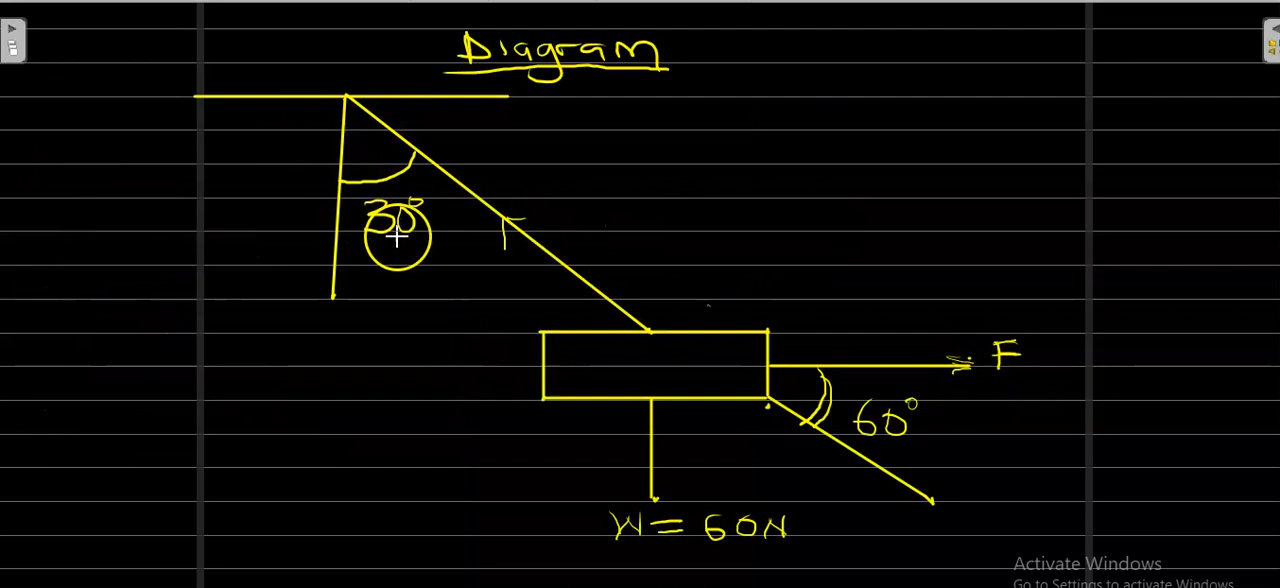 Diagram
30°
F
60°
W = 60N
Activate Windows
Go to Settings to activate Windows.